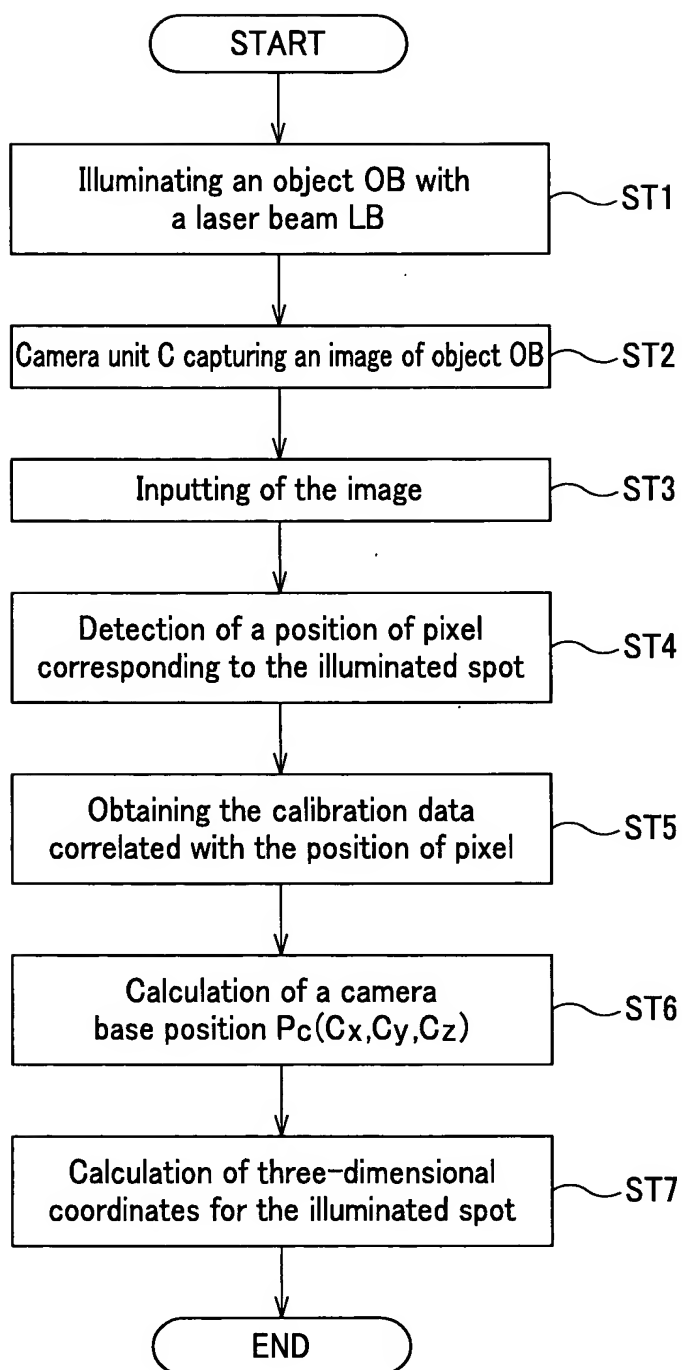 START
Illuminating an object OB with
a laser beam LB
ST1
Camera unit C capturing an image of object OB
ST2
Inputting of the image
ST3
Detection of a position of pixel
corresponding to the illuminated spot
ST4
Obtaining the calibration data
correlated with the position of pixel
ST5
Calculation of a camera
base position Pc(Cx,Cy,Cz)
ST6
Calculation of three-dimensional
coordinates for the illuminated spot
ST7
END